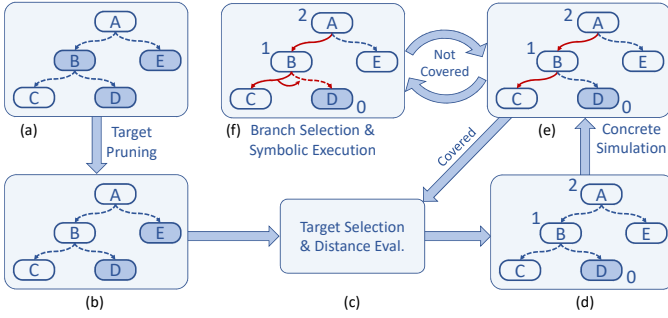 A
B
E
C
D
(a)
Target
Pruning
A
B
E
C
D
(b)
2
A
1
B
E
C
D
0
(f)
Branch Selection &
Symbolic Execution
Not
Covered
2
A
1
B
E
C
D
0
(e)
Covered
Concrete
Simulation
Target Selection
& Distance Eval.
(c)
2
A
1
B
E
C
D
0
(d)